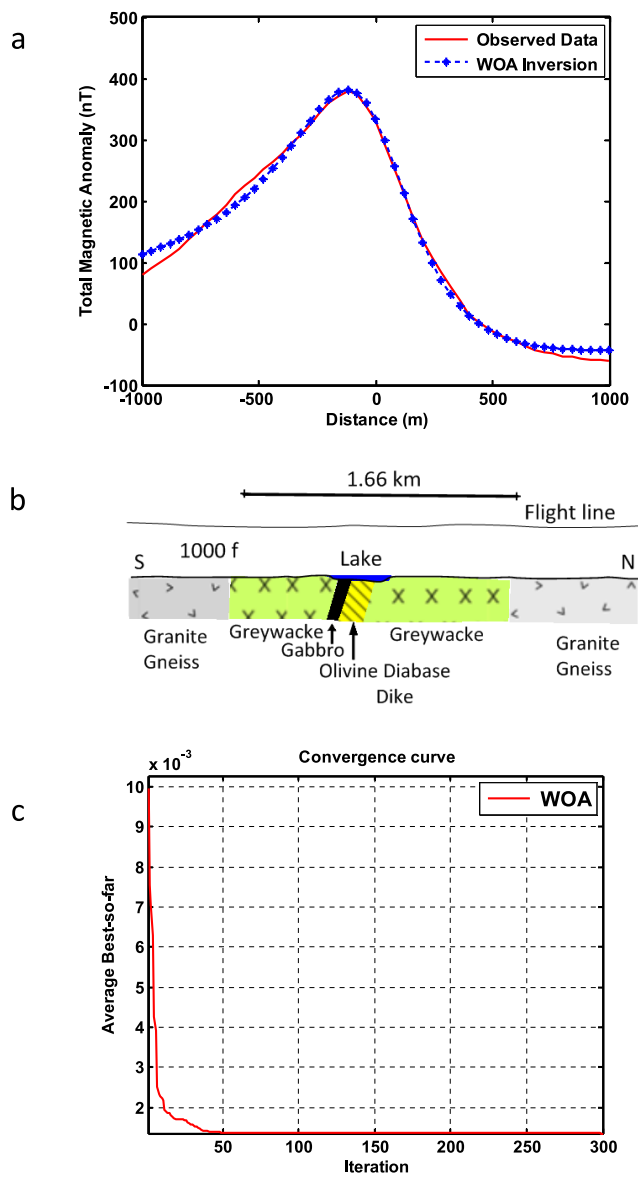 a
500
400
300
200
100
0
-100
Total Magnetic Anomaly (nT)
Observed Data
WOA Inversion
-1000
-500
0
500
1000
Distance (m)
b
1.66 km
Flight line
S
1000 f
Lake
N
Granite
Gneiss
Greywacke
Gabbro
Greywacke
Olivine Diabase
Dike
Granite
Gneiss
c
x 10
-3
Convergence curve
10
9
8
7
6
5
4
3
2
Average Best-so-far
WOA
50
100
150
200
250
300
Iteration